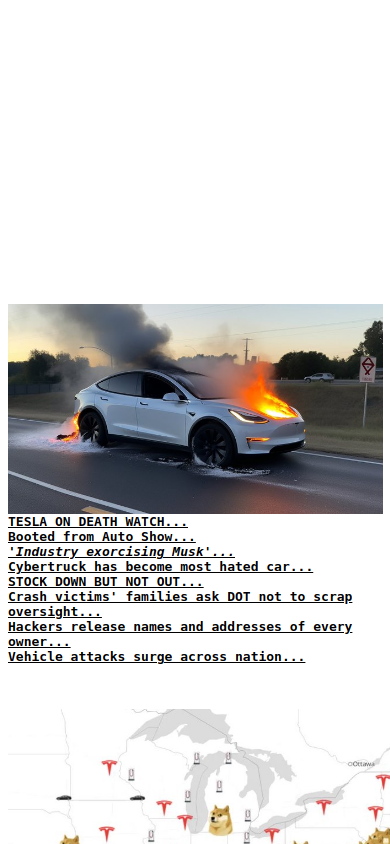 TESLA ON DEATH WATCH...
Booted from Auto Show...
'Industry exorcising Musk'...
Cybertruck has become most hated car...
STOCK DOWN BUT NOT OUT...
Crash victims' families ask DOT not to scrap
oversight...
Hackers release names and addresses of every
owner...
Vehicle attacks surge across nation...
Ottawa